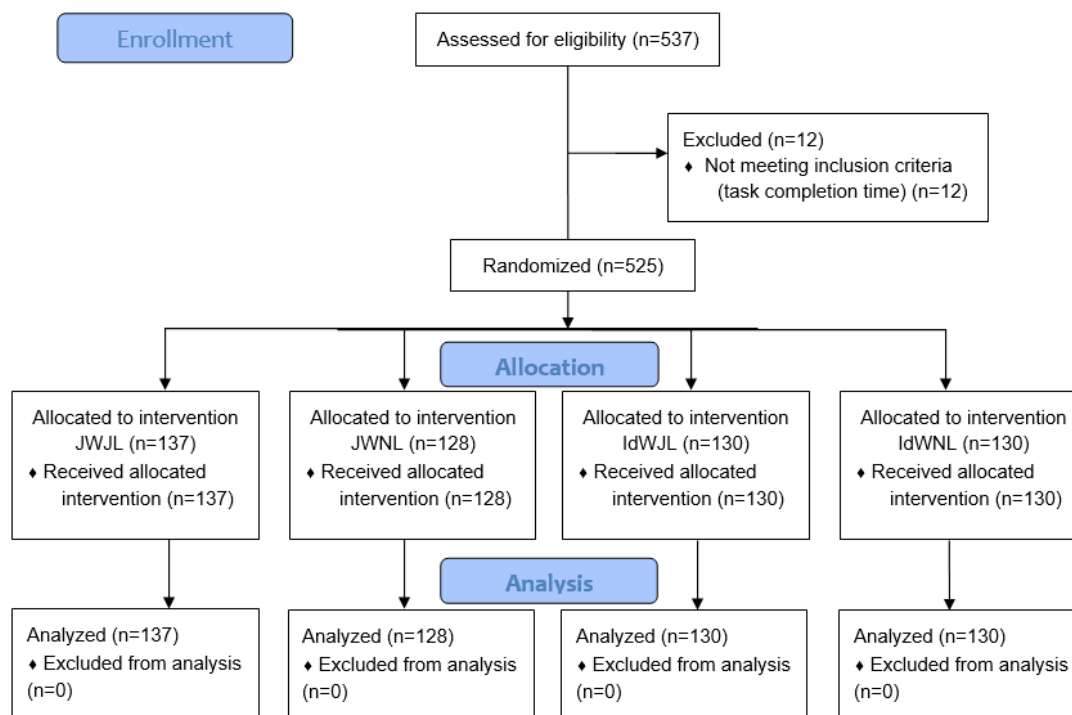 Enrollment
Assessed for eligibility (n=537)
Excluded (n=12)
♦ Not meeting inclusion criteria
(task completion time) (n=12)
Randomized (n=525)
Allocation
Allocated to intervention
JWJL (n=137)
♦ Received allocated
intervention (n=137)
Allocated to intervention
JWNL (n=128)
♦ Received allocated
intervention (n=128)
Allocated to intervention
IdWJL (n=130)
♦ Received allocated
intervention (n=130)
Allocated to intervention
IdWNL (n=130)
♦ Received allocated
intervention (n=130)
Analysis
Analyzed (n=137)
♦ Excluded from analysis
(n=0)
Analyzed (n=128)
♦ Excluded from analysis
(n=0)
Analyzed (n=130)
♦ Excluded from analysis
(n=0)
Analyzed (n=130)
♦ Excluded from analysis
(n=0)